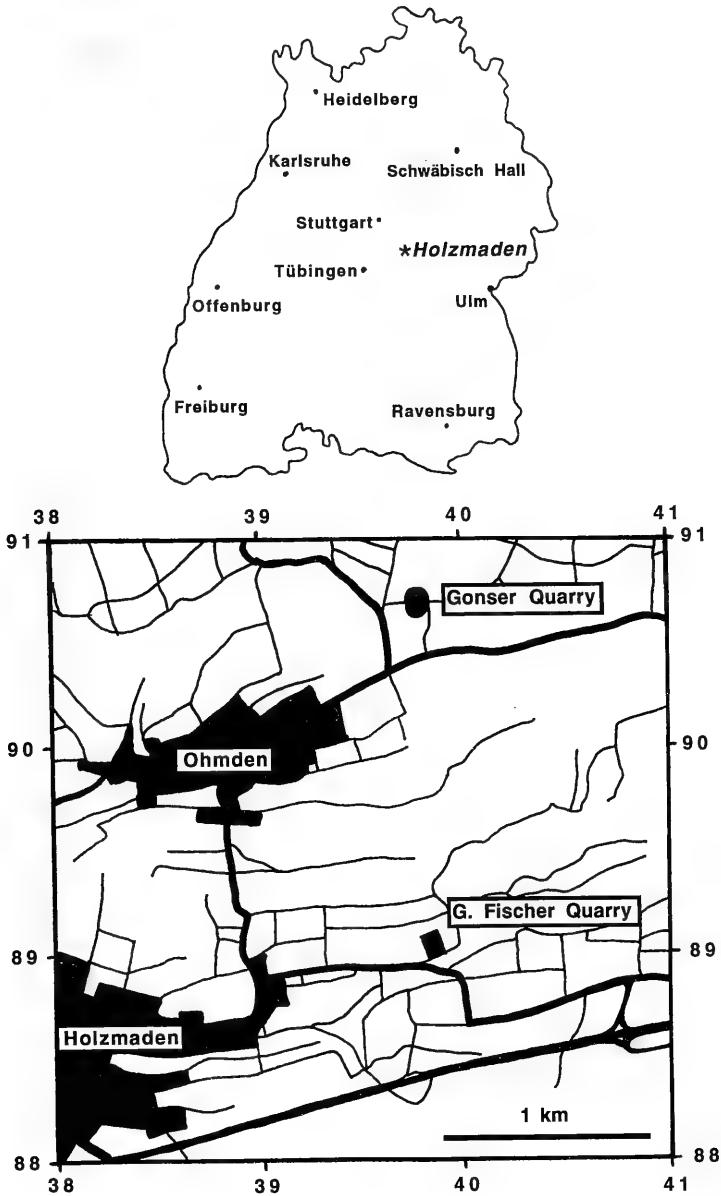 Heidelberg
Karlsruhe
Schwäbisch Hall
Stuttgart
*Holzmaden
Tübingen
Offenburg
Ulm
Freiburg
Ravensburg
38 39 40 41
91 91
Gonser Quarry
90 90
Ohmden
G. Fischer Quarry
89 89
Holzmaden
1 km
88 88
38 39 40 41